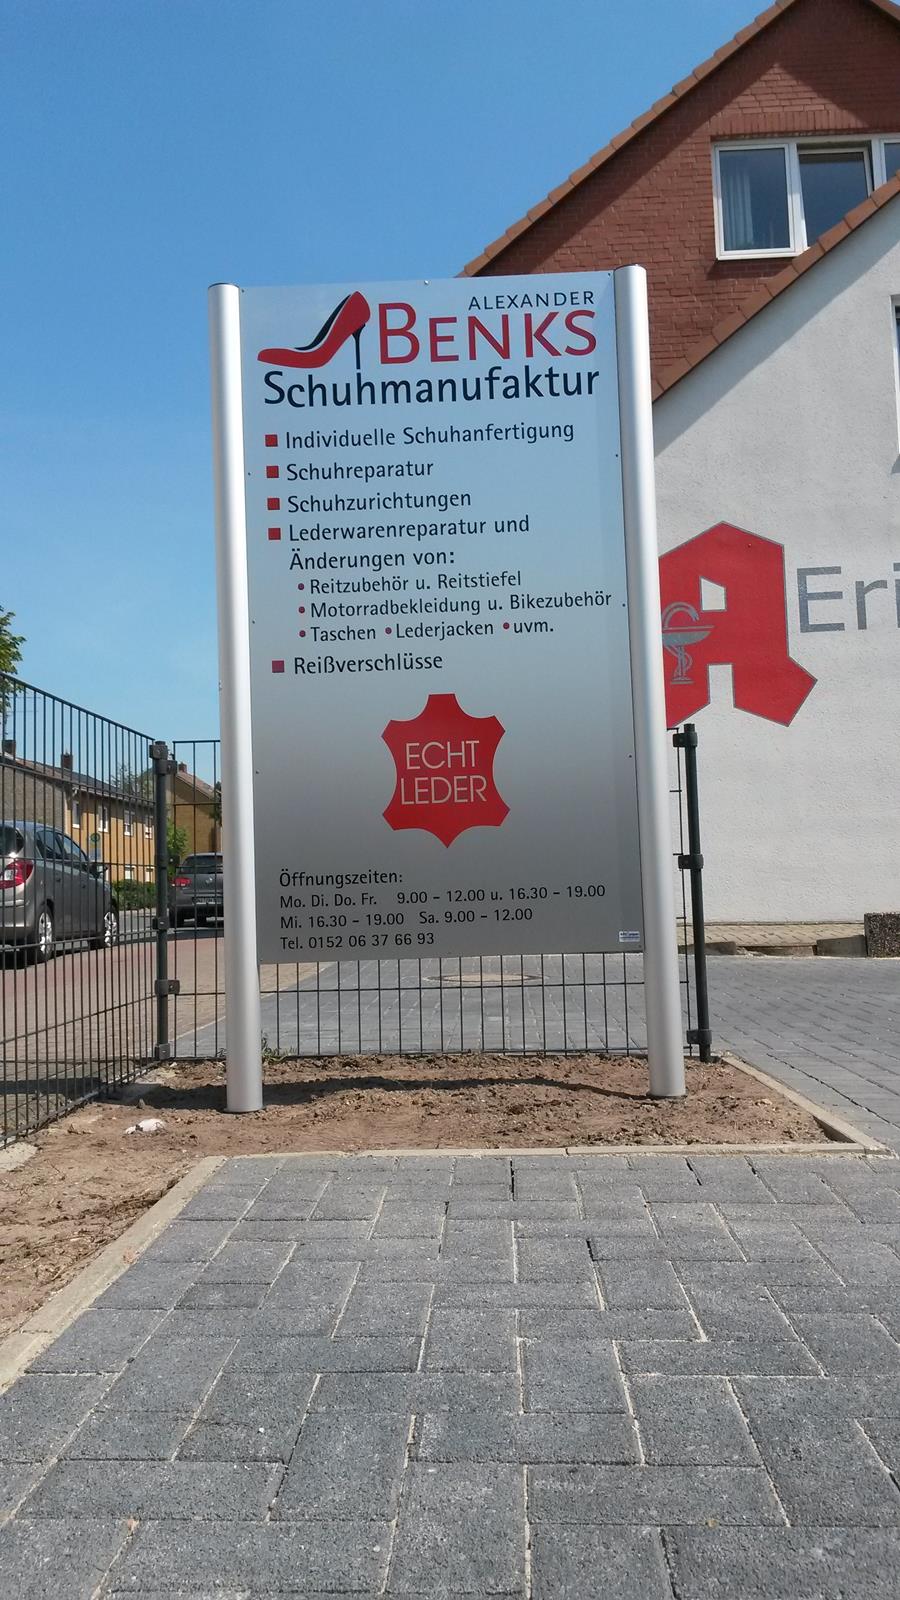 ALEXANDER
BENKS
Schuhmanufaktur
Individuelle Schuhanfertigung
Schuhreparatur
Schuhzurichtungen
Lederwarenreparatur und
Änderungen von:
• Reitzubehör u. Reitstiefel
• Motorradbekleidung u. Bikezubehör
• Taschen • Lederjacken • uvm.
Reißverschlüsse
ECHT
LEDER
Öffnungszeiten:
Mo. Di. Do. Fr. 9.00 - 12.00 u. 16.30 - 19.00
Mi. 16.30 - 19.00 Sa. 9.00 - 12.00
Tel. 0152 06 37 66 93
Eri